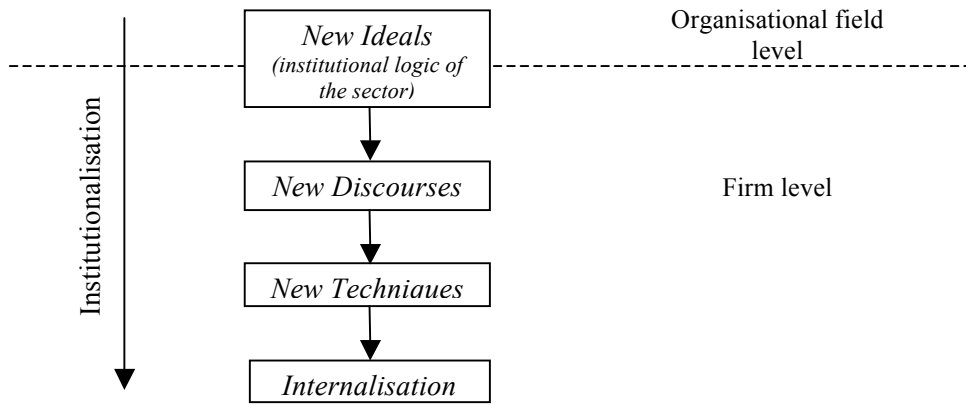 New Ideals
(institutional logic of
the sector)
Organisational field
level
Institutionalisation
New Discourses
Firm level
New Techniaues
Internalisation